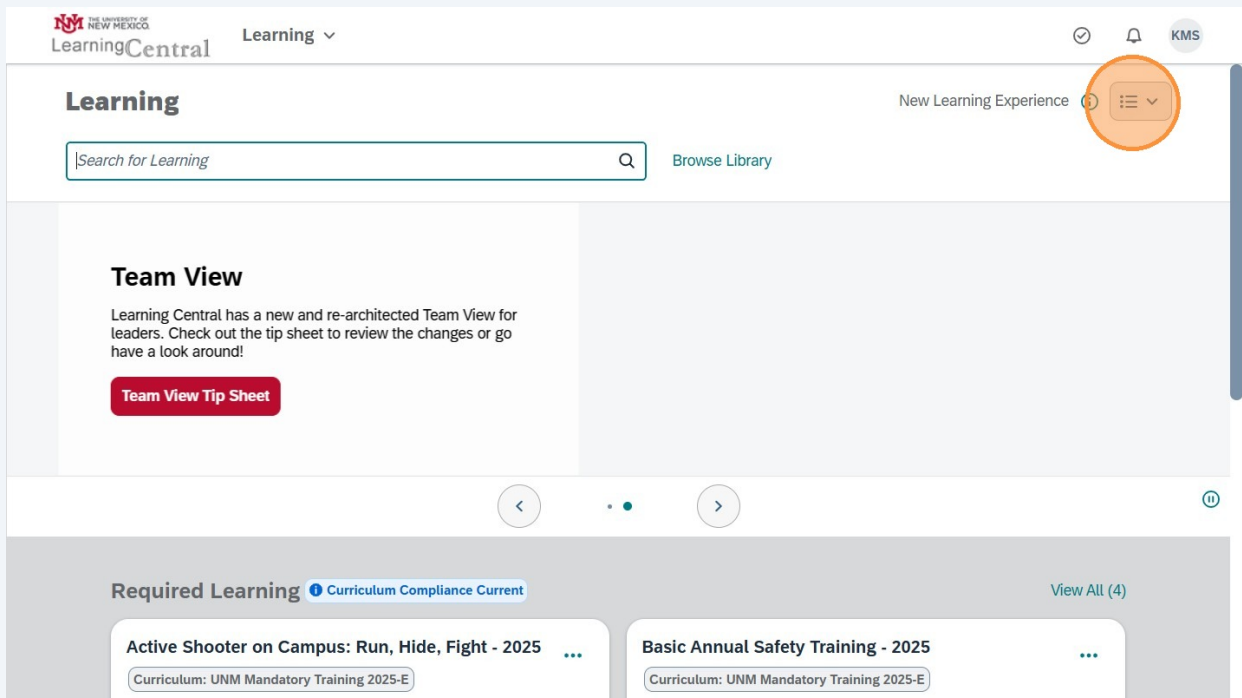 THE UNIVERSITY OF
UNM NEW MEXICO.
LearningCentral
Learning
KMS
Learning
New Learning Experience
Search for Learning
Browse Library
Team View
Learning Central has a new and re-architected Team View for
leaders. Check out the tip sheet to review the changes or go
have a look around!
Team View Tip Sheet
Required Learning
Curriculum Compliance Current
View All (4)
Active Shooter on Campus: Run, Hide, Fight - 2025
Curriculum: UNM Mandatory Training 2025-E
Basic Annual Safety Training - 2025
Curriculum: UNM Mandatory Training 2025-E